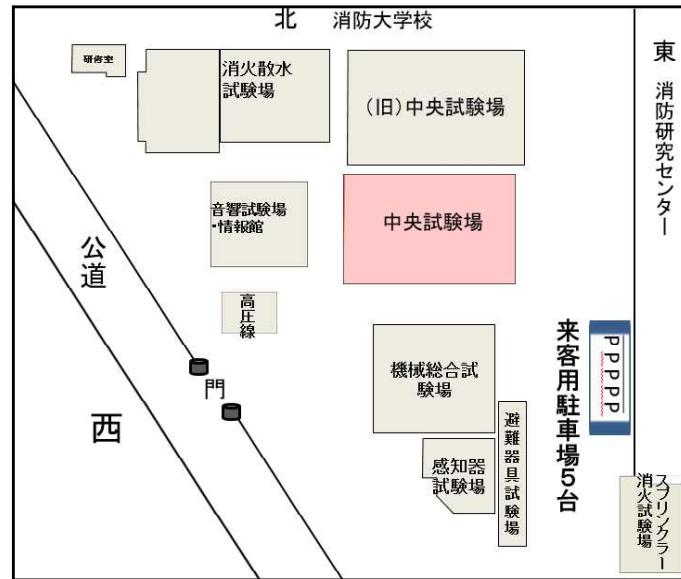 北 消防大学校
東
消防研究センター
研修室
消火散水
試験場
(旧)中央試験場
音響試験場
・情報館
中央試験場
公道
高圧線
門
西
機械総合試
験場
感知器
試験場
避難器具試験場
来客用駐車場5台
PPPPP
スプリンクラー
消火試験場